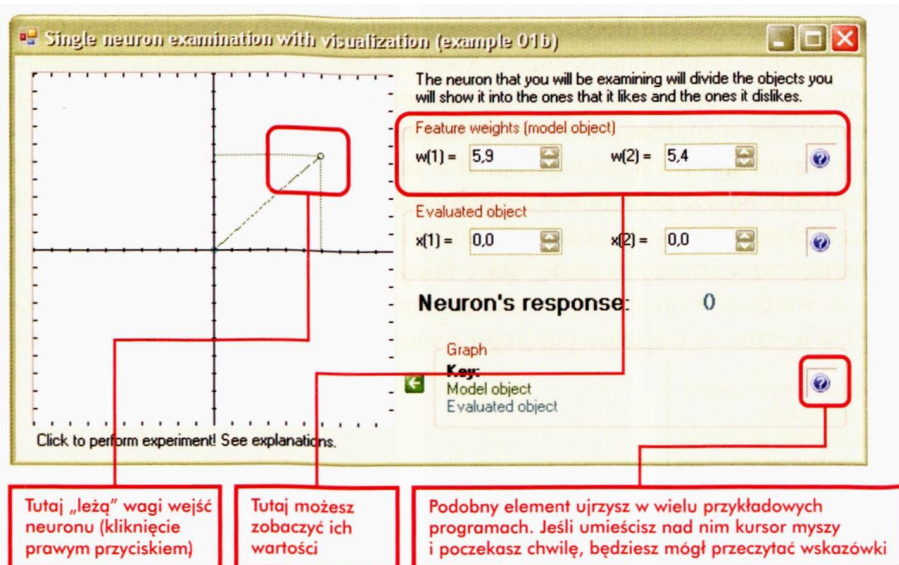 Single neuron examination with visualization (example 01b)
The neuron that you will be examining will divide the objects you
will show it into the ones that it likes and the ones it dislikes.
Feature weights (model object)
w(1) = 5,9 w(2) = 5,4
Evaluated object
x(1) = 0,0 x(2) = 0,0
Neuron's response: 0
Graph
Key:
Model object
Evaluated object
Click to perform experiment! See explanations.
Tutaj „leżą” wagi wejść
neuronu (kliknięcie
prawym przyciskiem)
Tutaj możesz
zobaczyć ich
wartości
Podobny element ujrzysz w wielu przykładowych
programach. Jeśli umieścisz nad nim kursor myszy
i poczekasz chwilę, będziesz mógł przeczytać wskazówki